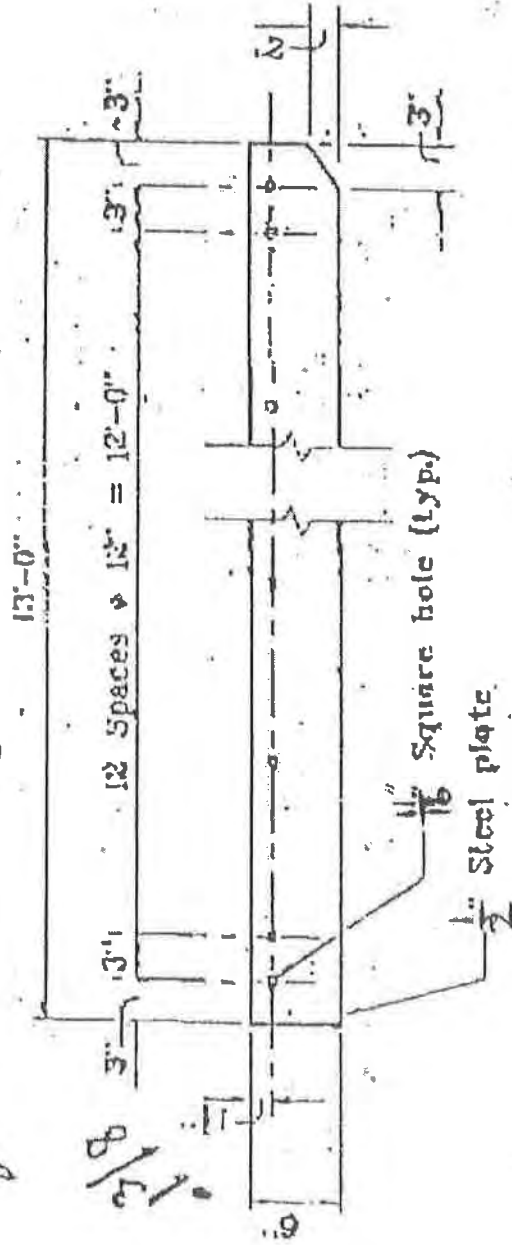 13'-0"
12 Spaces @ 12" = 12'-0"
3"
3"
3"
3"
2"
3"
6"
11/16" Square hole (typ.)
1/2" Steel plate